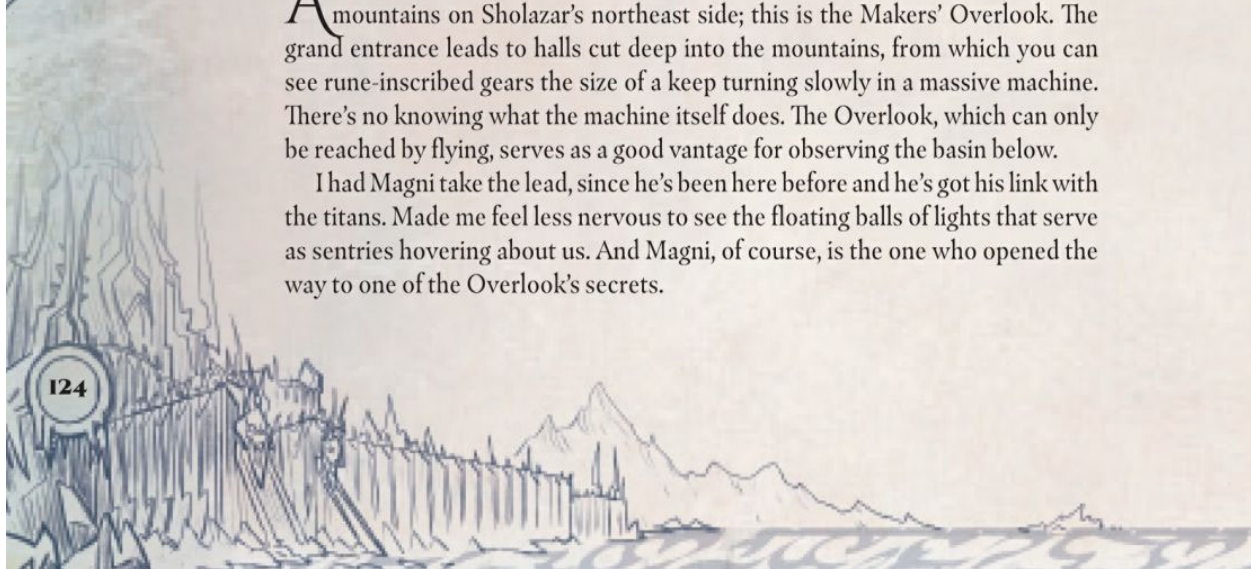 A mountains on Sholazar’s northeast side; this is the Makers’ Overlook. The
grand entrance leads to halls cut deep into the mountains, from which you can
see rune-inscribed gears the size of a keep turning slowly in a massive machine.
There’s no knowing what the machine itself does. The Overlook, which can only
be reached by flying, serves as a good vantage for observing the basin below.
I had Magni take the lead, since he’s been here before and he’s got his link with
the titans. Made me feel less nervous to see the floating balls of lights that serve
as sentries hovering about us. And Magni, of course, is the one who opened the
way to one of the Overlook’s secrets.
124